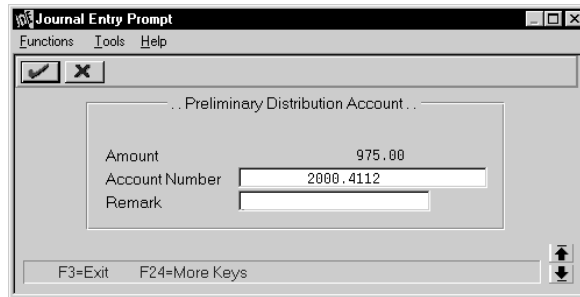 JDE Journal Entry Prompt
Functions Tools Help
. . Preliminary Distribution Account . .
Amount 975.00
Account Number 2000.4112
Remark
F3=Exit F24=More Keys